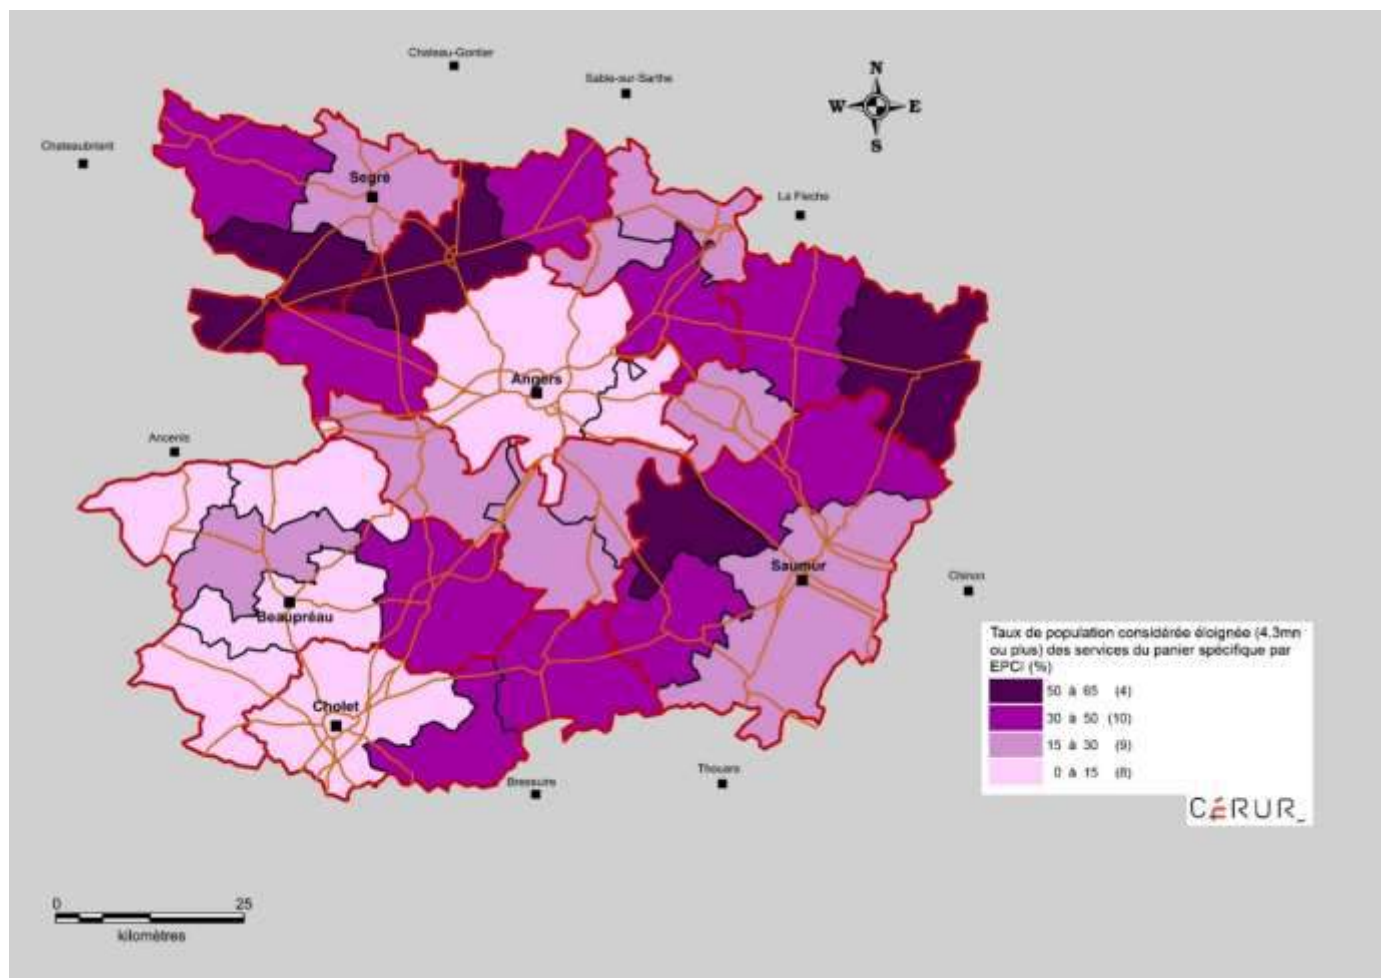 Chateau-Gontier
Sable-sur-Sarthe
N
W E
S
Chateaubriant
Segré
La Fleche
Angers
Ancenis
Saumur
Chinon
Beaupréau
Cholet
Bressuire
Thouars
Taux de population considérée éloignée (4.3mn
ou plus) des services du panier spécifique par
EPCI (%)
50 à 65 (4)
30 à 50 (10)
15 à 30 (9)
0 à 15 (8)
CÉRUR_
0 25
kilomètres